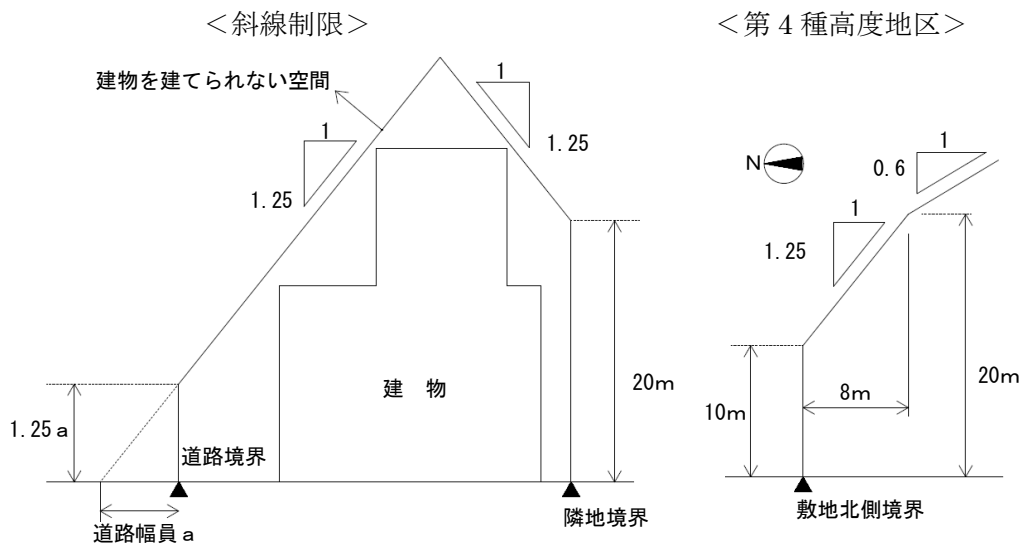 ＜斜線制限＞
＜第４種高度地区＞
建物を建てられない空間
1
1.25
1
1.25
N
1
0.6
1
1.25
建　物
20ｍ
1.25ａ
道路境界
道路幅員ａ
隣地境界
10ｍ
8ｍ
20ｍ
敷地北側境界